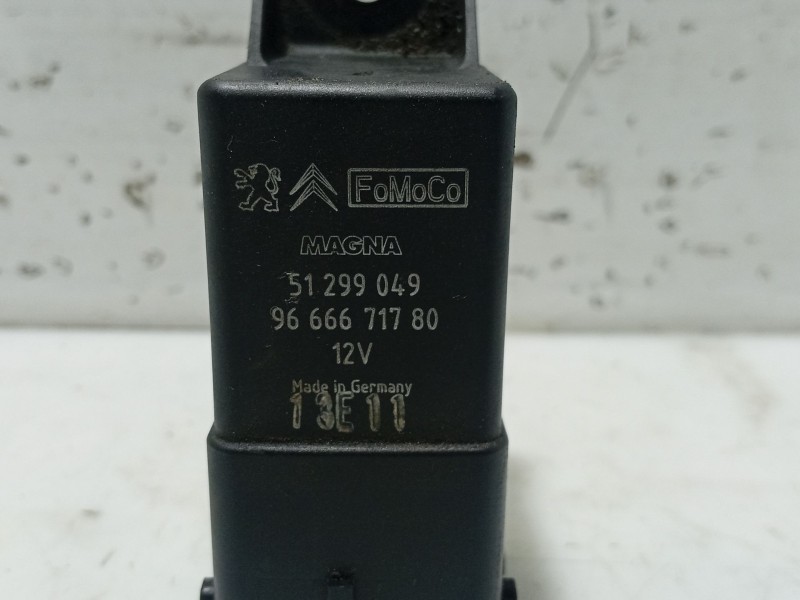 FoMoCo
MAGNA
51 299 049
96 666 717 80
12V
Made in Germany
13E11